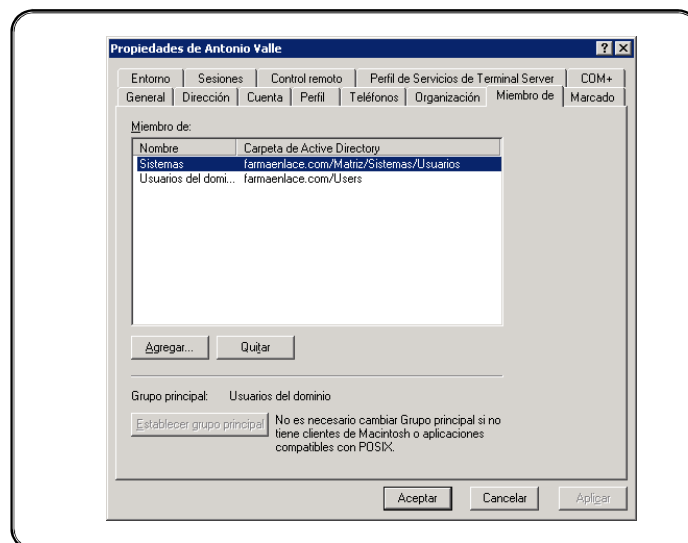 Propiedades de Antonio Valle
Entorno Sesiones Control remoto Perfil de Servicios de Terminal Server COM+
General Dirección Cuenta Perfil Teléfonos Organización Miembro de Marcado
Miembro de:
Nombre Carpeta de Active Directory
Sistemas farmaenlace.com/Matriz/Sistemas/Usuarios
Usuarios del domi... farmaenlace.com/Users
Agregar... Quitar
Grupo principal: Usuarios del dominio
Establecer grupo principal No es necesario cambiar Grupo principal si no
tiene clientes de Macintosh o aplicaciones
compatibles con POSIX.
Aceptar Cancelar Aplicar